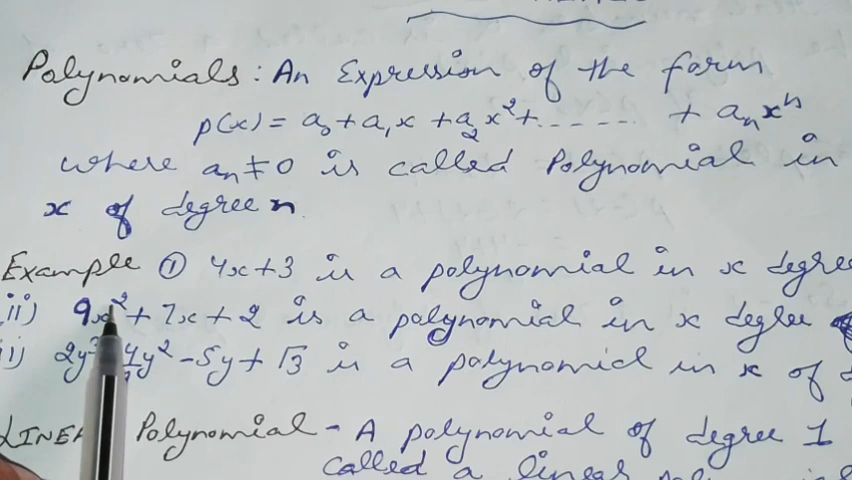 Polynomials : An Expression of the form
p(x) = a₀ + a₁x + a₂x² + ....... + aₙxⁿ
where aₙ ≠ 0 is called Polynomial in
x of degree n.
Example ① 4x + 3 is a polynomial in x degree
ii) 9x² + 7x + 2 is a polynomial in x degree
2y³ y² - 5y + √3 is a polynomial in x of
LINEA Polynomial - A polynomial of degree 1
called a linear